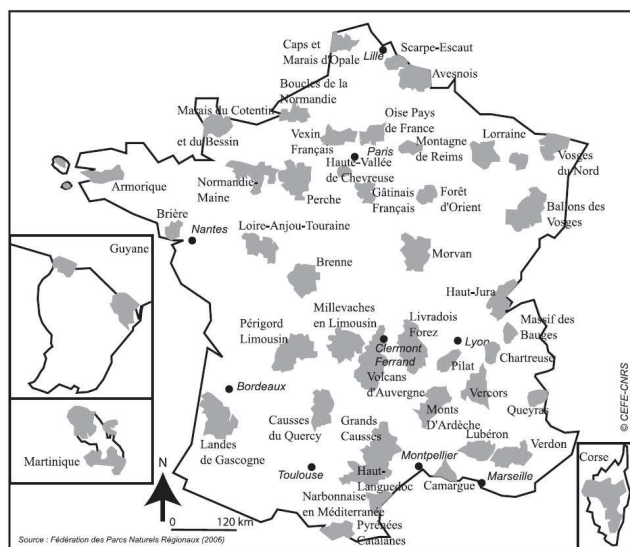 Caps et
Marais d'Opale
Lille
Scarpe-Escaut
Avesnois
Boucles de la
Normandie
Marais du Cotentin
et du Bessin
Oise Pays
de France
Vexin
Français
Paris
Montagne
de Reims
Lorraine
Vosges
du Nord
Haute-Vallée
de Chevreuse
Armorique
Normandie-
Maine
Perche
Gâtinais
Français
Forêt
d'Orient
Ballons des
Vosges
Brière
Nantes
Loire-Anjou-Touraine
Guyane
Brenne
Morvan
Haut-Jura
Millevaches
en Limousin
Livradois
Forez
Massif des
Bauges
Périgord
Limousin
Clermont
Ferrand
Lyon
Chartreuse
Pilat
Volcans
d'Auvergne
Vercors
Bordeaux
Queyras
Monts
D'Ardèche
Causses
du Quercy
Grands
Causses
Landes
de Gascogne
Lubéron
Verdon
Martinique
Toulouse
Montpellier
Marseille
Camargue
Haut-
Languedoc
Narbonnaise
en Méditerranée
Pyrénées
Catalanes
Corse
N
0 120 km
Source : Fédération des Parcs Naturels Régionaux (2006)
© CEFE-CNRS